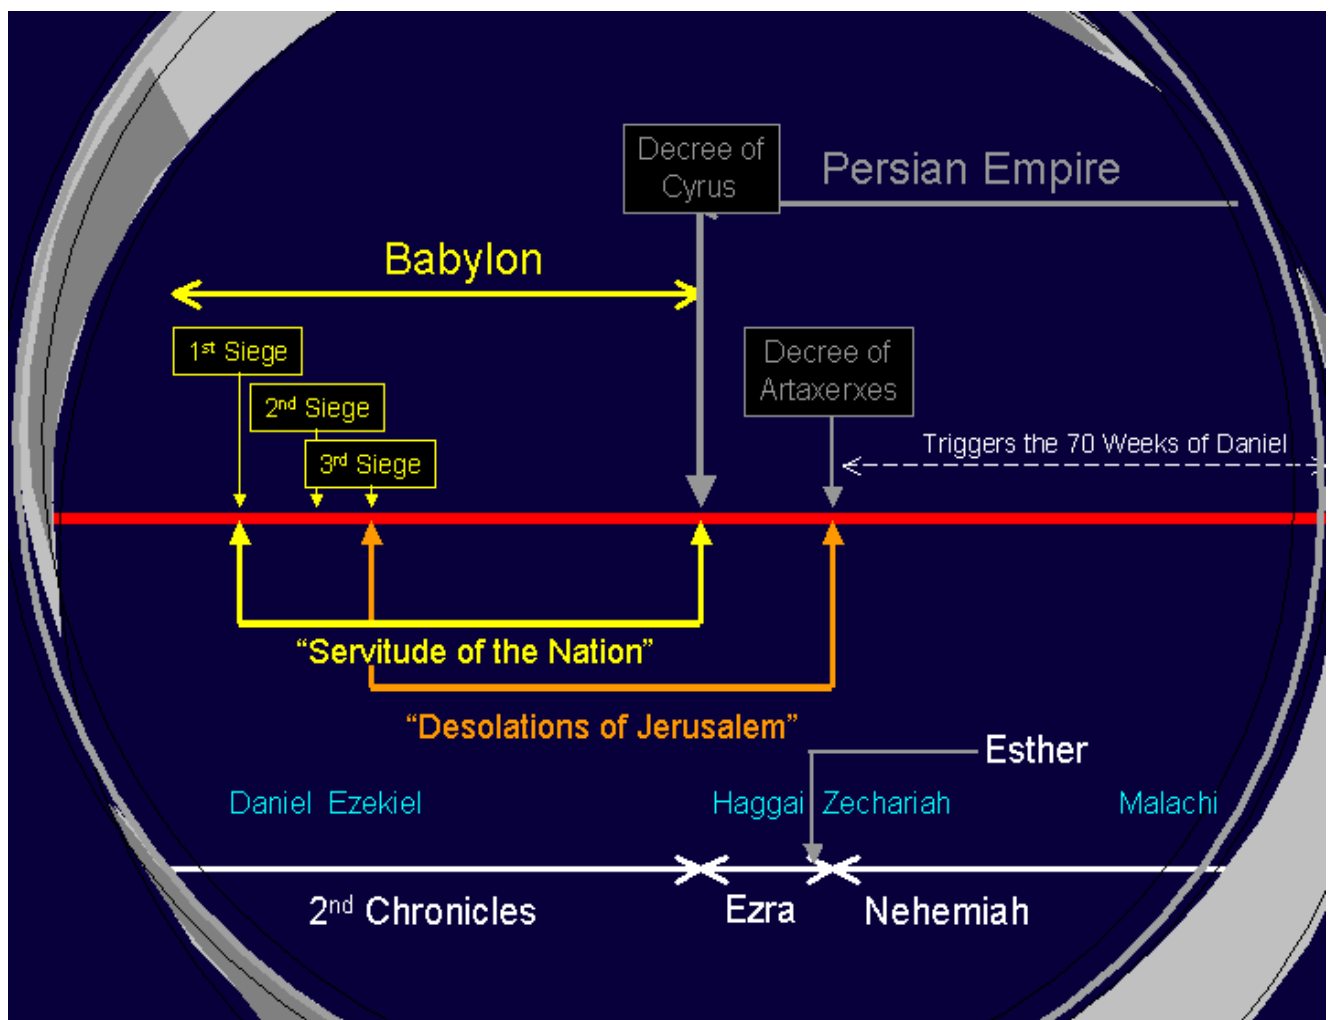 Decree of
Cyrus
Persian Empire
Babylon
1st Siege
2nd Siege
3rd Siege
Decree of
Artaxerxes
Triggers the 70 Weeks of Daniel
“Servitude of the Nation”
“Desolations of Jerusalem”
Esther
Daniel Ezekiel Haggai Zechariah Malachi
2nd Chronicles Ezra Nehemiah